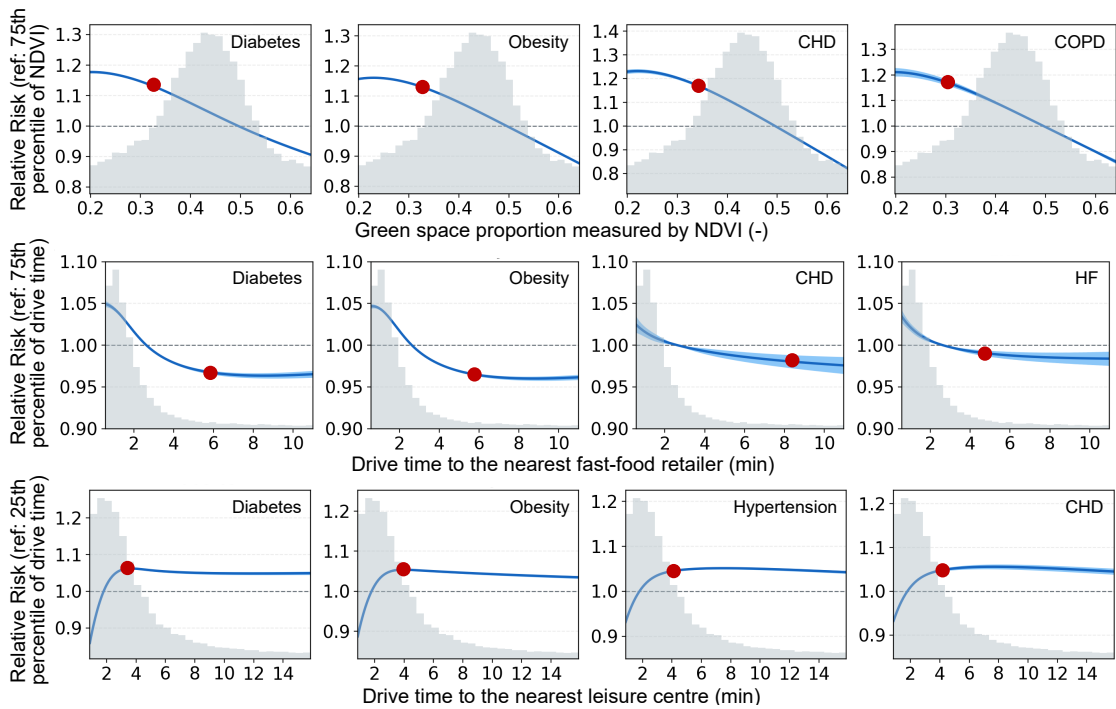 Relative Risk (ref: 75th
percentile of NDVI)
1.3
1.2
1.1
1.0
0.9
0.8
Diabetes
0.2 0.3 0.4 0.5 0.6
1.3
1.2
1.1
1.0
0.9
0.8
Obesity
0.2 0.3 0.4 0.5 0.6
1.4
1.3
1.2
1.1
1.0
0.9
0.8
CHD
0.2 0.3 0.4 0.5 0.6
1.3
1.2
1.1
1.0
0.9
0.8
COPD
0.2 0.3 0.4 0.5 0.6
Green space proportion measured by NDVI (-)
Relative Risk (ref: 75th
percentile of drive time)
1.10
1.05
1.00
0.95
0.90
Diabetes
2 4 6 8 10
1.10
1.05
1.00
0.95
0.90
Obesity
2 4 6 8 10
1.10
1.05
1.00
0.95
0.90
CHD
2 4 6 8 10
1.10
1.05
1.00
0.95
0.90
HF
2 4 6 8 10
Drive time to the nearest fast-food retailer (min)
Relative Risk (ref: 25th
percentile of drive time)
1.2
1.1
1.0
0.9
Diabetes
2 4 6 8 10 12 14
1.2
1.1
1.0
0.9
Obesity
2 4 6 8 10 12 14
1.2
1.1
1.0
0.9
Hypertension
2 4 6 8 10 12 14
1.2
1.1
1.0
0.9
CHD
2 4 6 8 10 12 14
Drive time to the nearest leisure centre (min)